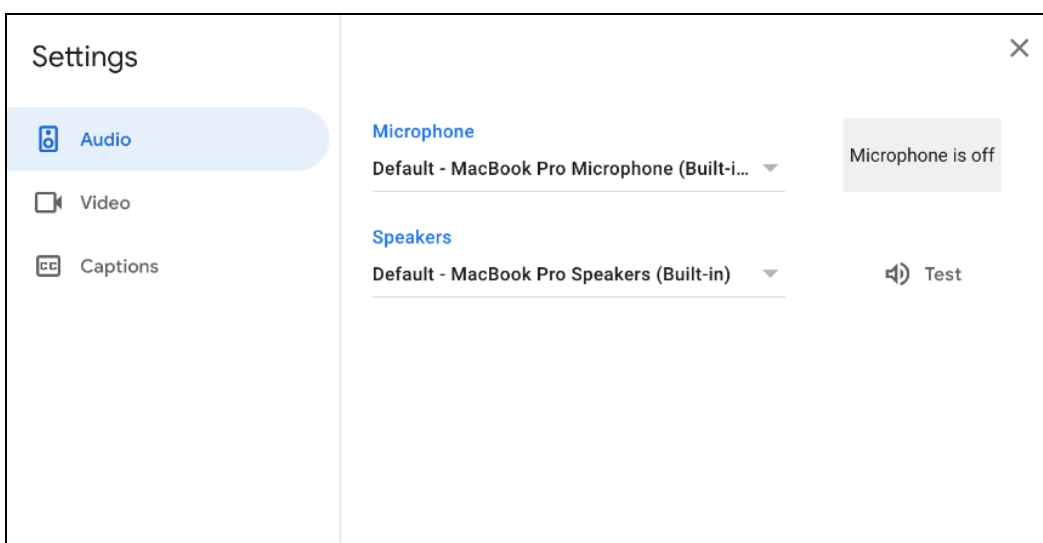 Settings
Audio
Video
CC Captions
Microphone
Default - MacBook Pro Microphone (Built-i...
Microphone is off
Speakers
Default - MacBook Pro Speakers (Built-in)
Test